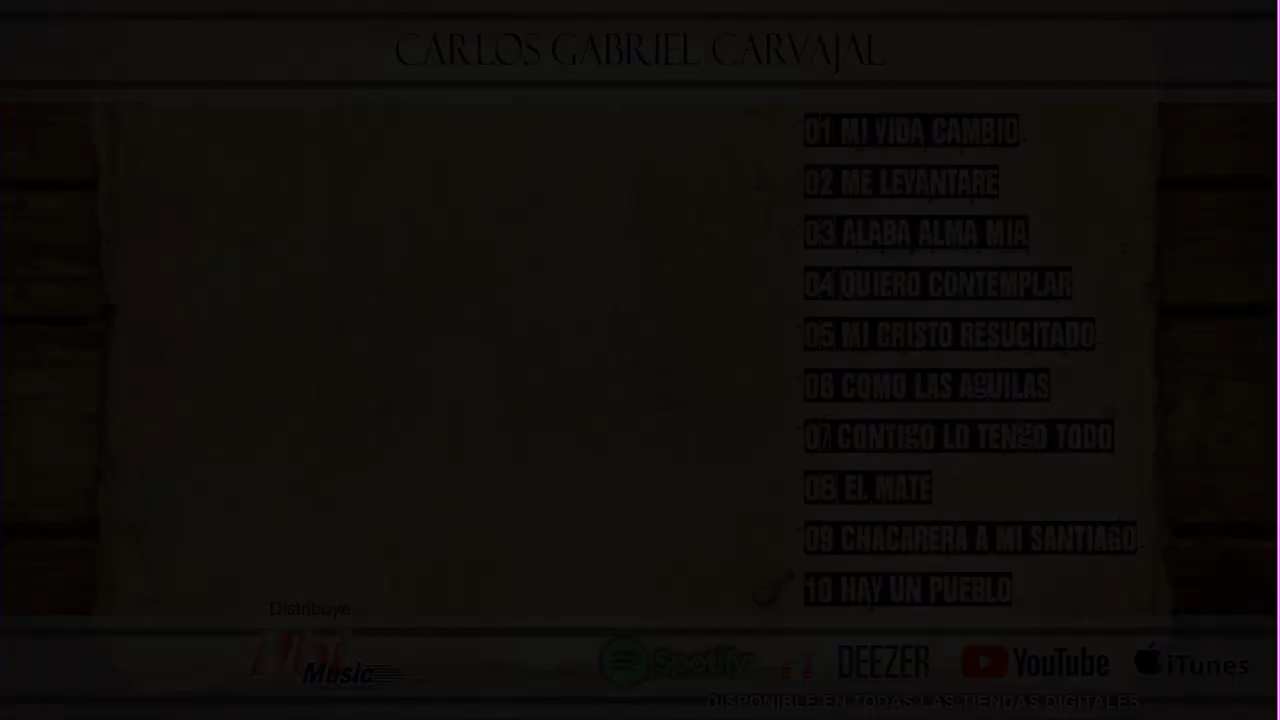 CARLOS GABRIEL CARVAJAL
01 MI VIDA CAMBIO
02 ME LEVANTARE
03 ALABA ALMA MIA
04 QUIERO CONTEMPLAR
05 MI CRISTO RESUCITADO
06 COMO LAS AGUILAS
07 CONTIGO LO TENGO TODO
08 EL MATE
09 CHACARERA A MI SANTIAGO
10 HAY UN PUEBLO
Distribuye...
Music
Spotify DEEZER YouTube iTunes
DISPONIBLE EN TODAS LAS TIENDAS DIGITALES